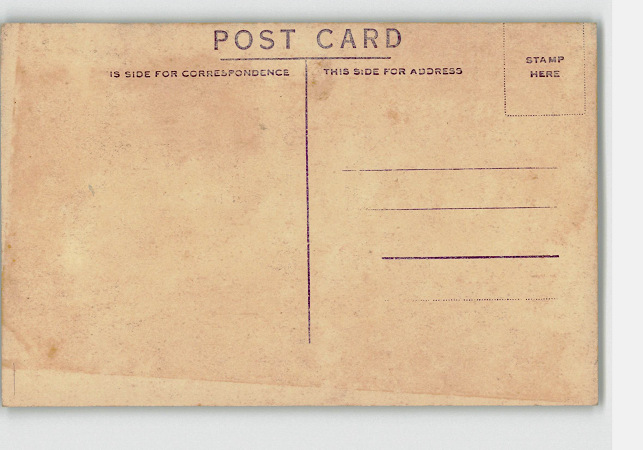 POST CARD
IS SIDE FOR CORRESPONDENCE
THIS SIDE FOR ADDRESS
STAMP
HERE